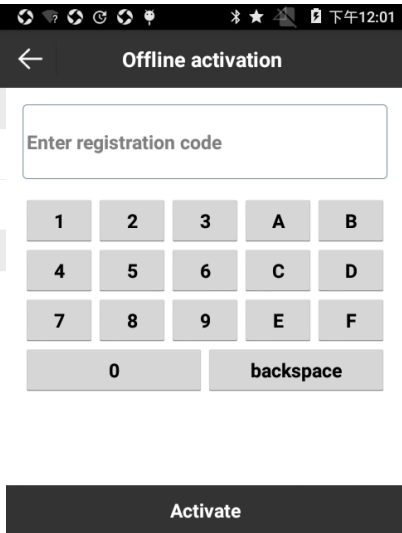 下午12:01
Offline activation
Enter registration code
1 2 3 A B
4 5 6 C D
7 8 9 E F
0 backspace
Activate